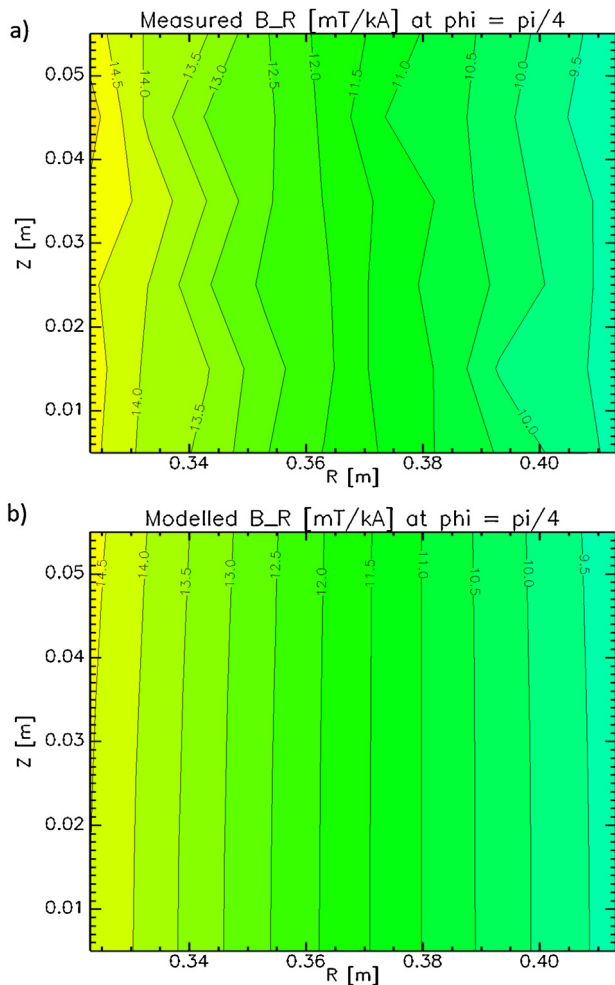 a)
Measured B_R [mT/kA] at phi = pi/4
14.5 14.0 13.5 13.0 12.5 12.0 11.5 11.0 10.5 10.0 9.5
0.05
0.04
Z [m]
0.03
0.02
0.01
14.0 13.5 10.0
0.34 0.36 0.38 0.40
R [m]
b)
Modelled B_R [mT/kA] at phi = pi/4
14.5 14.0 13.5 13.0 12.5 12.0 11.5 11.0 10.5 10.0 9.5
0.05
0.04
Z [m]
0.03
0.02
0.01
0.34 0.36 0.38 0.40
R [m]